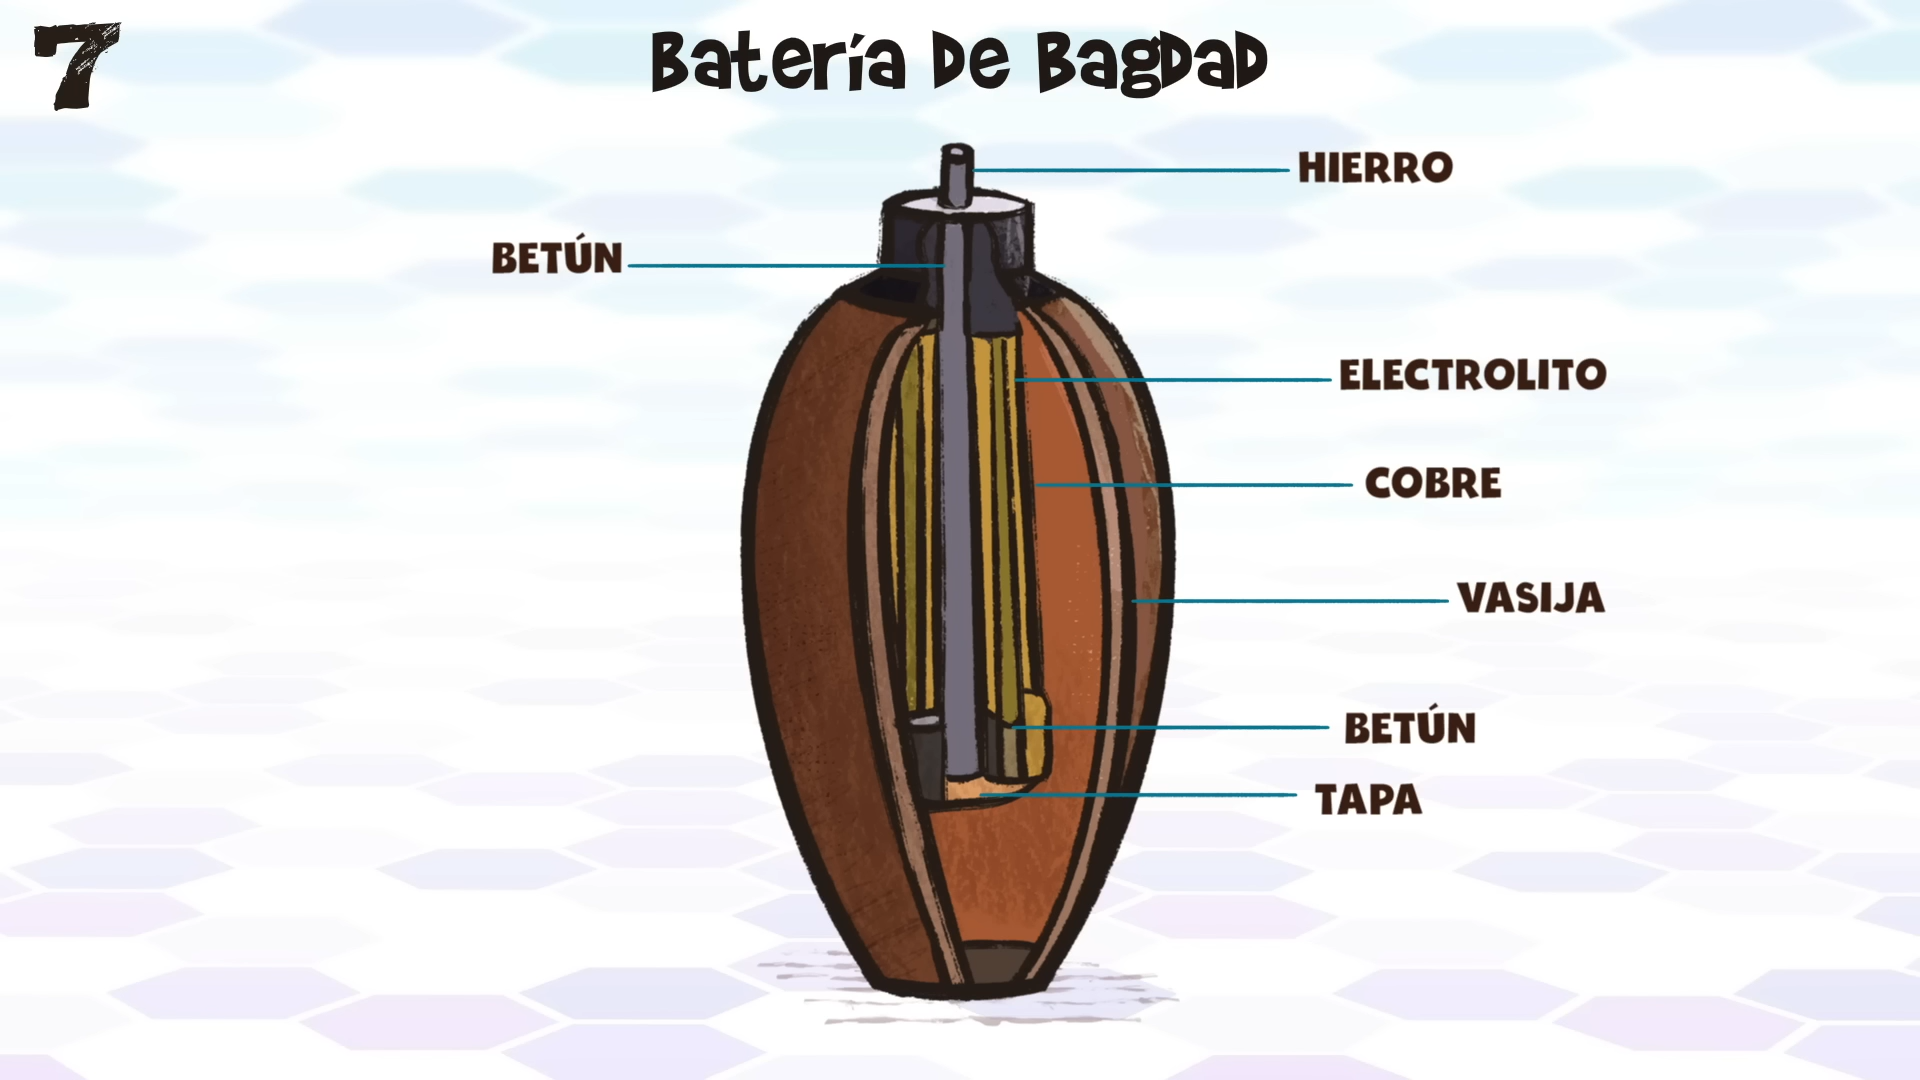 7
Batería de Bagdad
HIERRO
BETÚN
ELECTROLITO
COBRE
VASIJA
BETÚN
TAPA